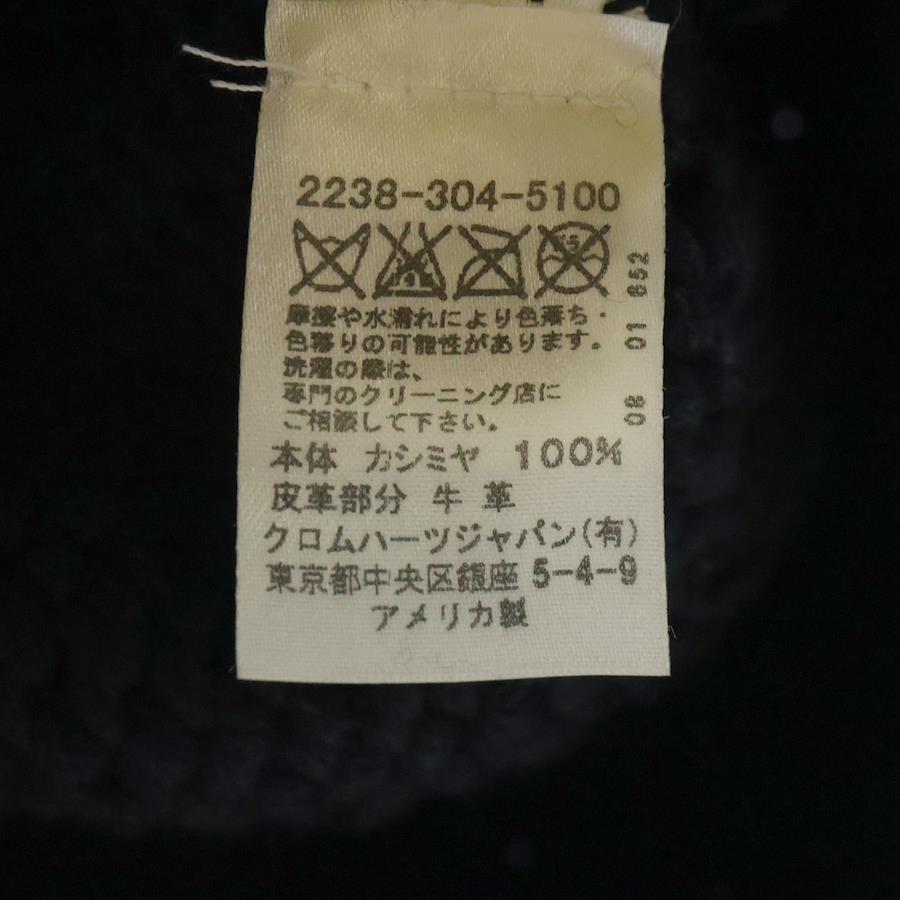 2238-304-5100
摩擦や水濡れにより色落ち・
色移りの可能性があります。
洗濯の際は、
専門のクリーニング店に
ご相談して下さい。
本体 カシミヤ 100%
皮革部分 牛革
クロムハーツジャパン(有)
東京都中央区銀座 5-4-9
アメリカ製
08 01 652